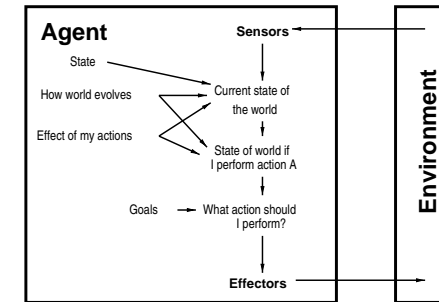 Agent
Sensors
State
Current state of
the world
How world evolves
Effect of my actions
State of world if
I perform action A
Goals
What action should
I perform?
Effectors
Environment